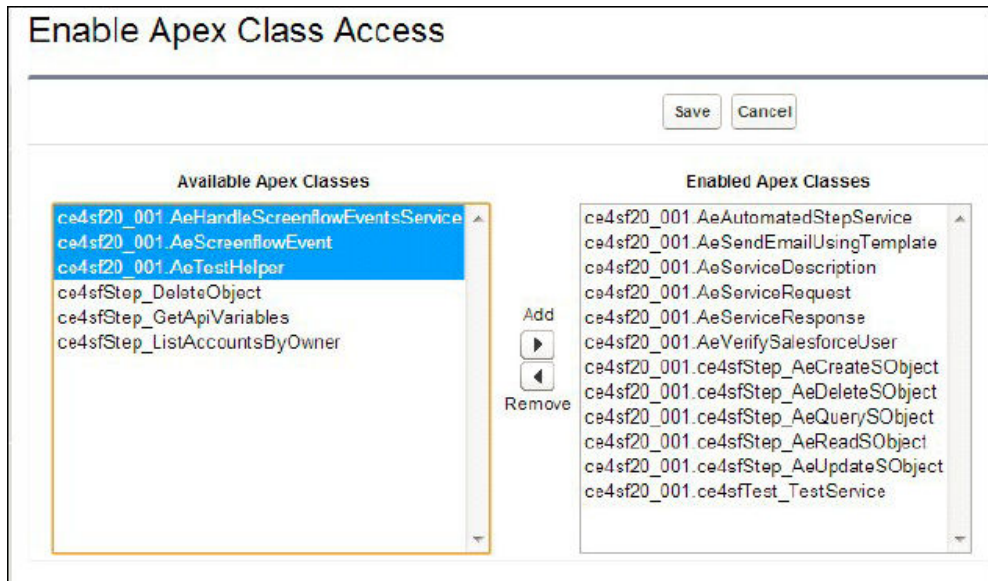 Enable Apex Class Access
Save Cancel
Available Apex Classes
ce4sf20_001.AeHandleScreenflowEventsService
ce4sf20_001.AeScreenflowEvent
ce4sf20_001.AeTestHelper
ce4sfStep_DeleteObject
ce4sfStep_GetApiVariables
ce4sfStep_ListAccountsByOwner
Add
Remove
Enabled Apex Classes
ce4sf20_001.AeAutomatedStepService
ce4sf20_001.AeSendEmailUsingTemplate
ce4sf20_001.AeServiceDescription
ce4sf20_001.AeServiceRequest
ce4sf20_001.AeServiceResponse
ce4sf20_001.AeVerifySalesforceUser
ce4sf20_001.ce4sfStep_AeCreateSObject
ce4sf20_001.ce4sfStep_AeDeleteSObject
ce4sf20_001.ce4sfStep_AeQuerySObject
ce4sf20_001.ce4sfStep_AeReadSObject
ce4sf20_001.ce4sfStep_AeUpdateSObject
ce4sf20_001.ce4sfTest_TestService